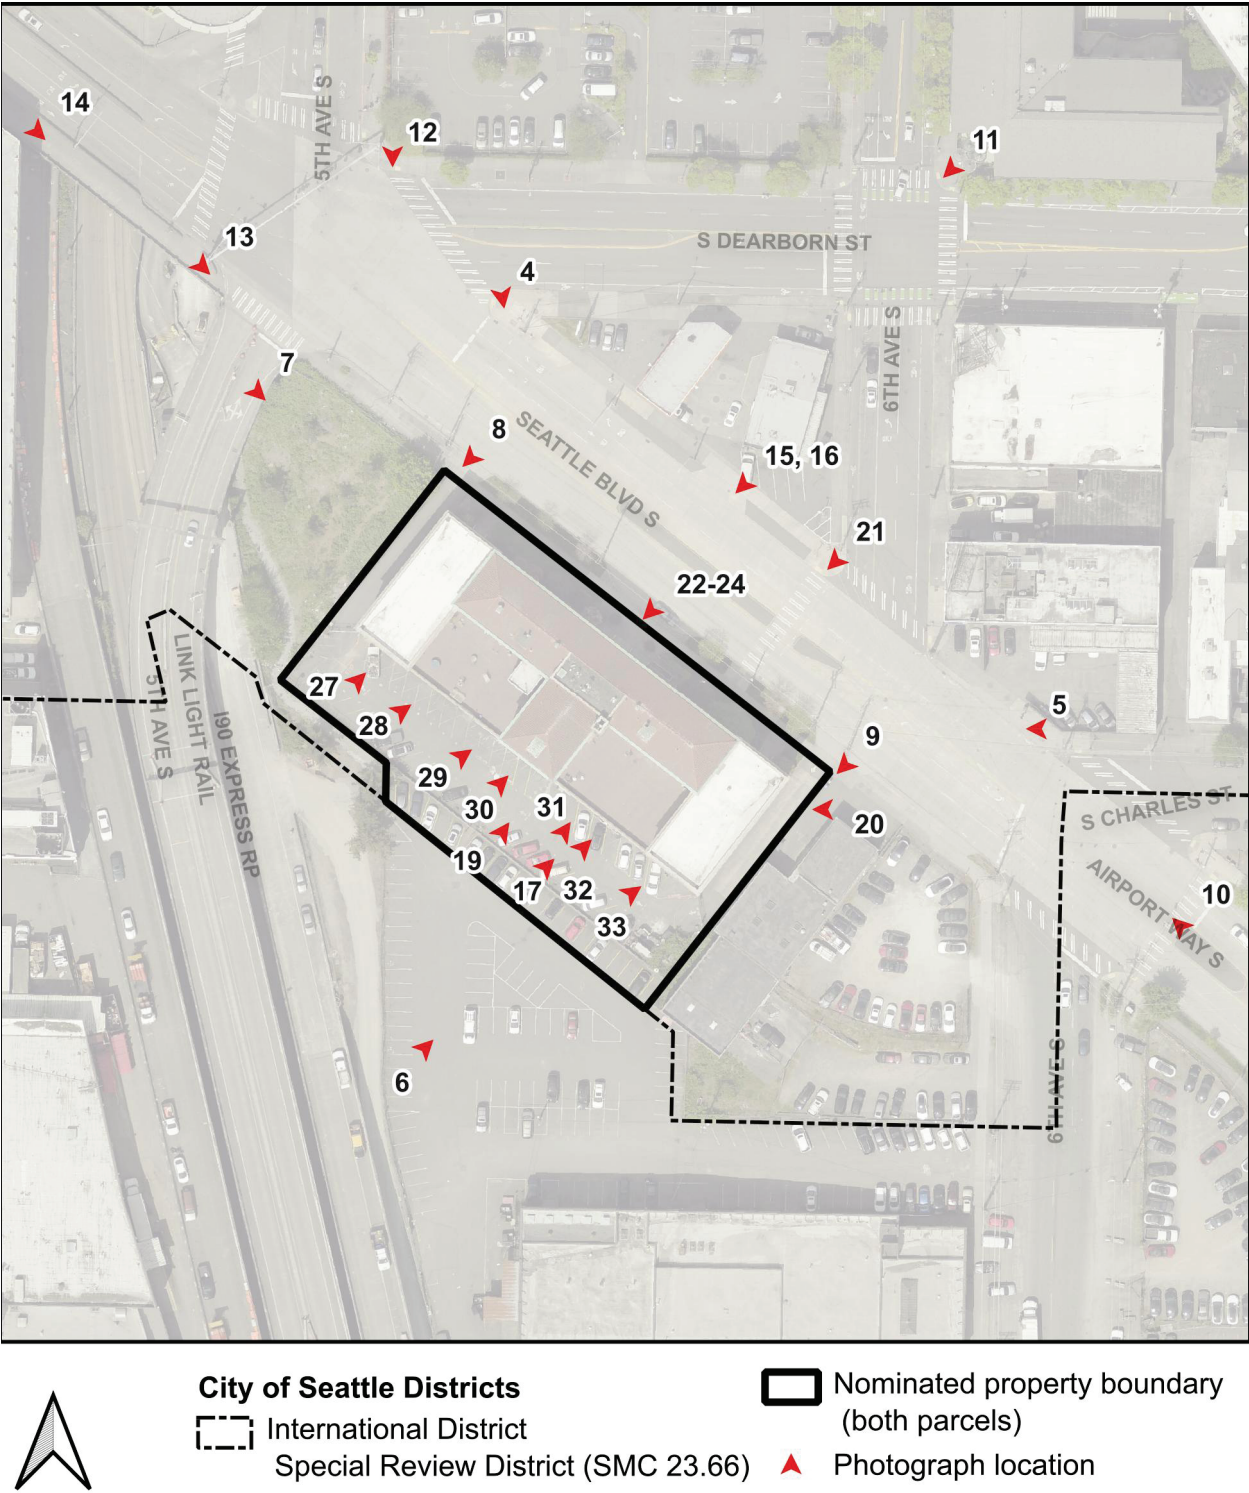 14
5TH AVE S
12
11
13
S DEARBORN ST
4
6TH AVE S
7
8
SEATTLE BLVD S
15, 16
21
22-24
LINK LIGHT RAIL
5TH AVE S
I90 EXPRESS RP
27
28
5
9
29
30
31
S CHARLES ST
20
19
17
32
33
AIRPORT WAY S
10
6
6TH AVE S
City of Seattle Districts
International District
Special Review District (SMC 23.66)
Nominated property boundary
(both parcels)
Photograph location